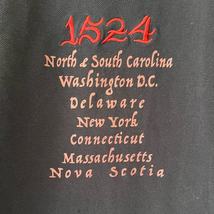 1524
North & South Carolina
Washington D.C.
Delaware
New York
Connecticut
Massachusetts
Nova Scotia